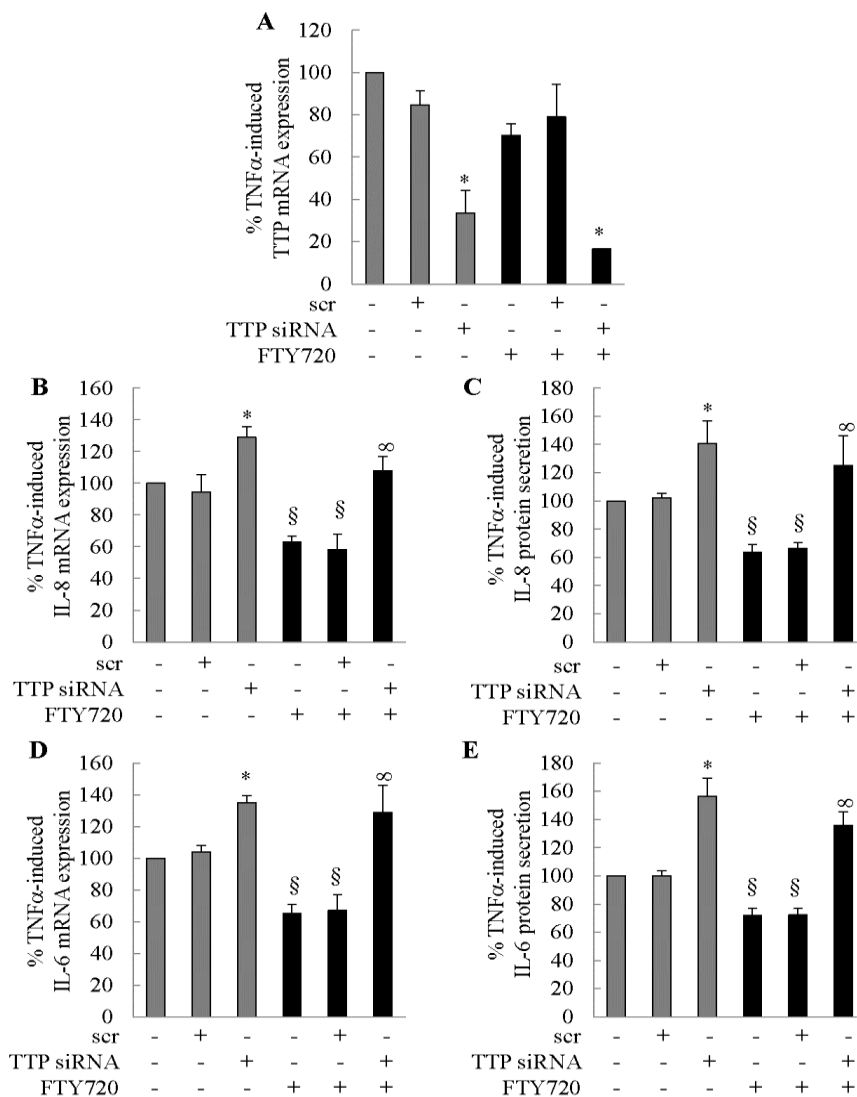 A
% TNFα-induced
TTP mRNA expression
120
100
80
60
40
20
0
*
*
scr - + - - + -
TTP siRNA - - + - - +
FTY720 - - - + + +
B
% TNFα-induced
IL-8 mRNA expression
160
140
120
100
80
60
40
20
0
*
§
§
∞
scr - + - - + -
TTP siRNA - - + - - +
FTY720 - - - + + +
C
% TNFα-induced
IL-8 protein secretion
180
160
140
120
100
80
60
40
20
0
*
§
§
∞
scr - + - - + -
TTP siRNA - - + - - +
FTY720 - - - + + +
D
% TNFα-induced
IL-6 mRNA expression
160
140
120
100
80
60
40
20
0
*
§
§
∞
scr - + - - + -
TTP siRNA - - + - - +
FTY720 - - - + + +
E
% TNFα-induced
IL-6 protein secretion
180
160
140
120
100
80
60
40
20
0
*
§
§
∞
scr - + - - + -
TTP siRNA - - + - - +
FTY720 - - - + + +